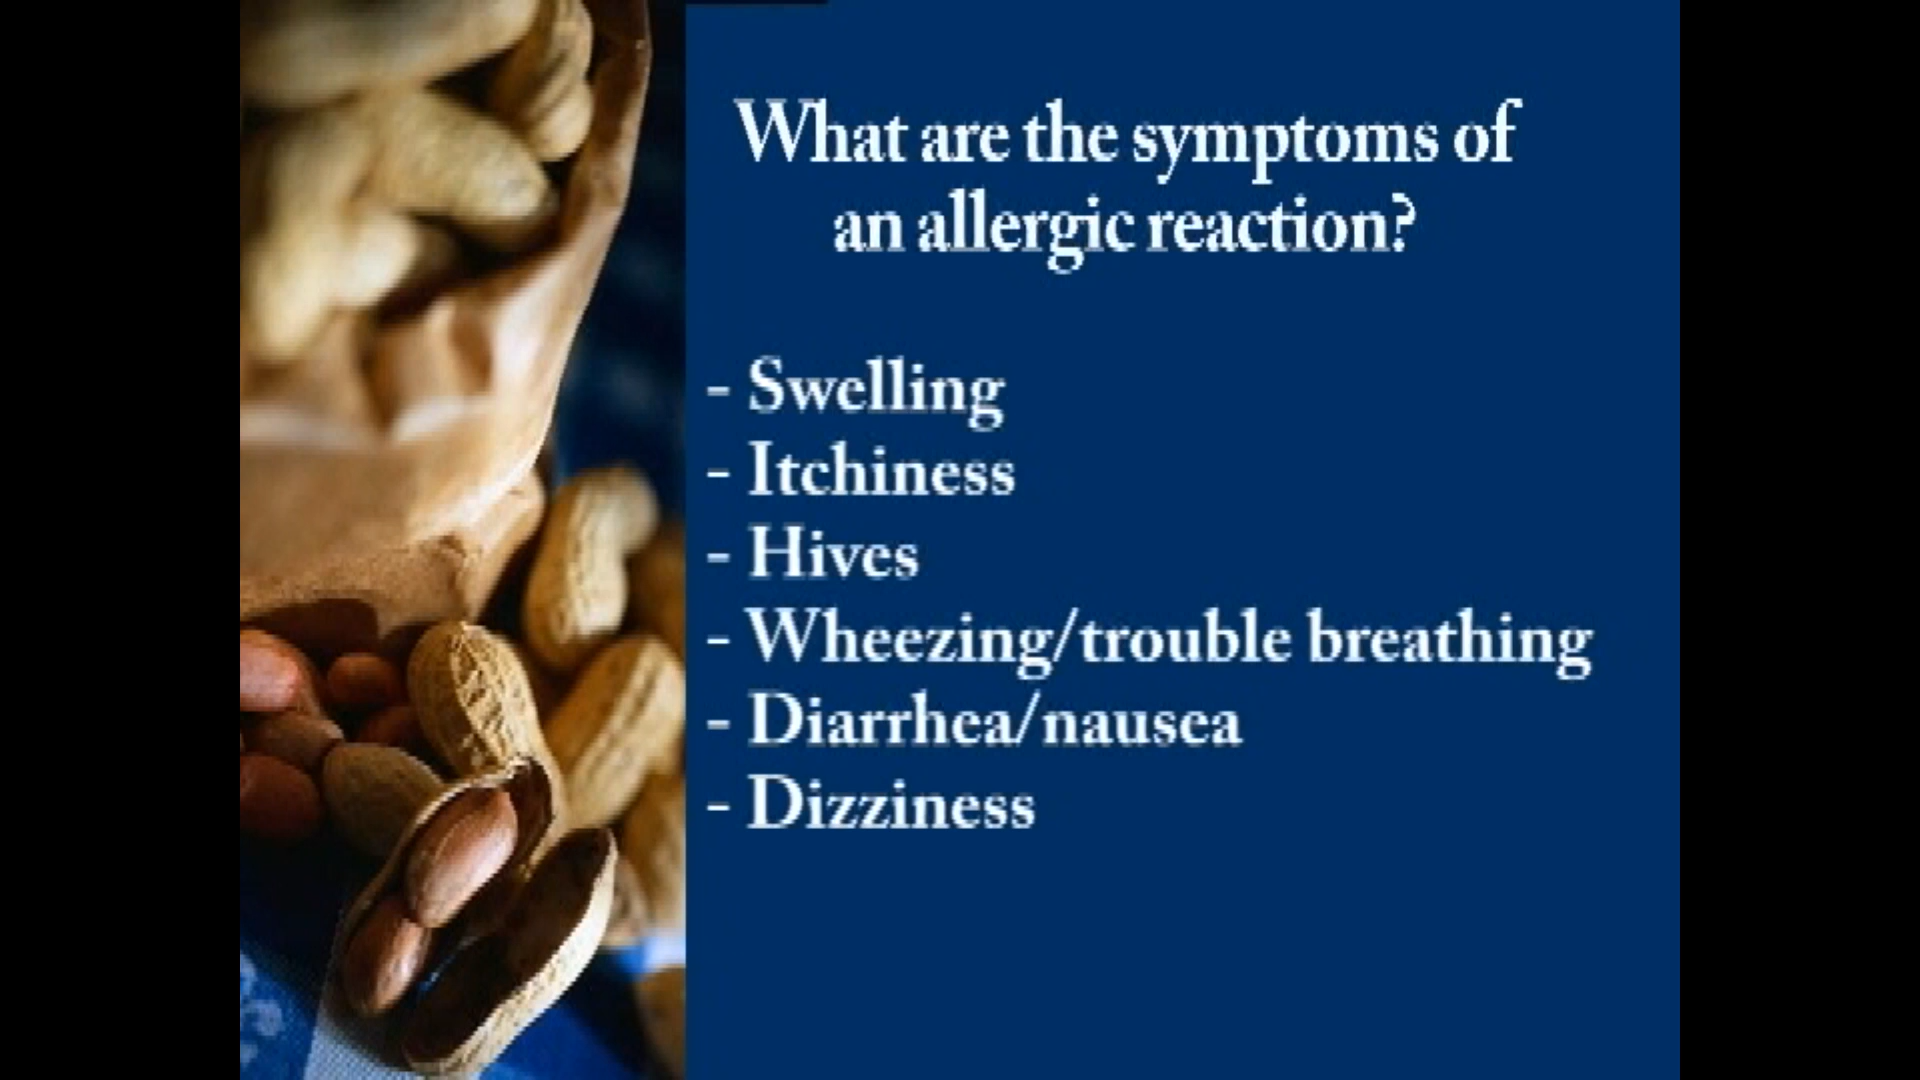 What are the symptoms of
an allergic reaction?
- Swelling
- Itchiness
- Hives
- Wheezing/trouble breathing
- Diarrhea/nausea
- Dizziness